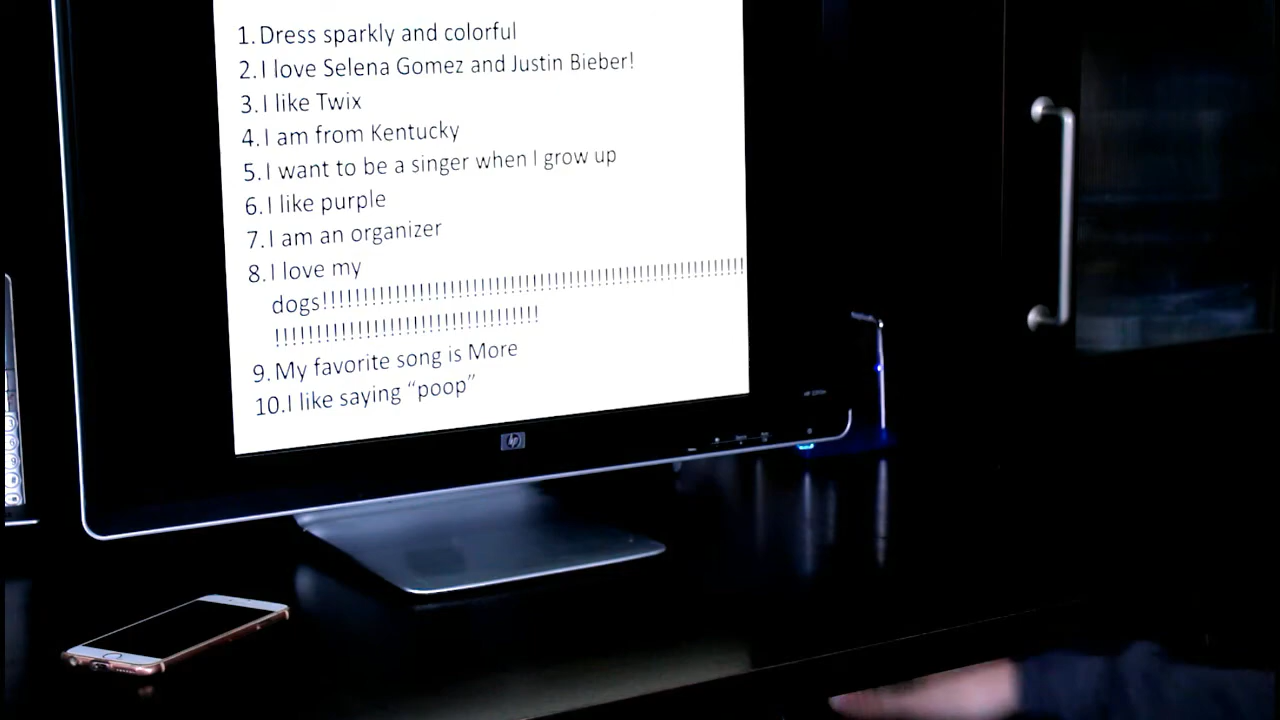 1. Dress sparkly and colorful
2. I love Selena Gomez and Justin Bieber!
3. I like Twix
4. I am from Kentucky
5. I want to be a singer when I grow up
6. I like purple
7. I am an organizer
8. I love my
dogs!!!!!!!!!!!!!!!!!!!!!!!!!!!!!!!!!!!!!!!!!!!!!!!!!!!!
!!!!!!!!!!!!!!!!!!!!!!!!!!!!!!!!!
9. My favorite song is More
10. I like saying “poop”
hp